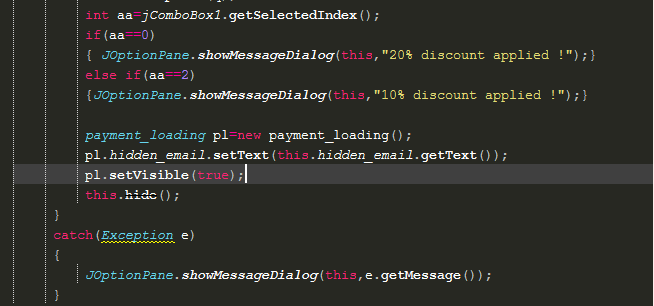 int aa=jComboBox1.getSelectedIndex();
if(aa==0)
{ JOptionPane.showMessageDialog(this,"20% discount applied !");}
else if(aa==2)
{JOptionPane.showMessageDialog(this,"10% discount applied !");}
payment_loading pl=new payment_loading();
pl.hidden_email.setText(this.hidden_email.getText());
pl.setVisible(true);
this.hide();
}
catch(Exception e)
{
JOptionPane.showMessageDialog(this,e.getMessage());
}